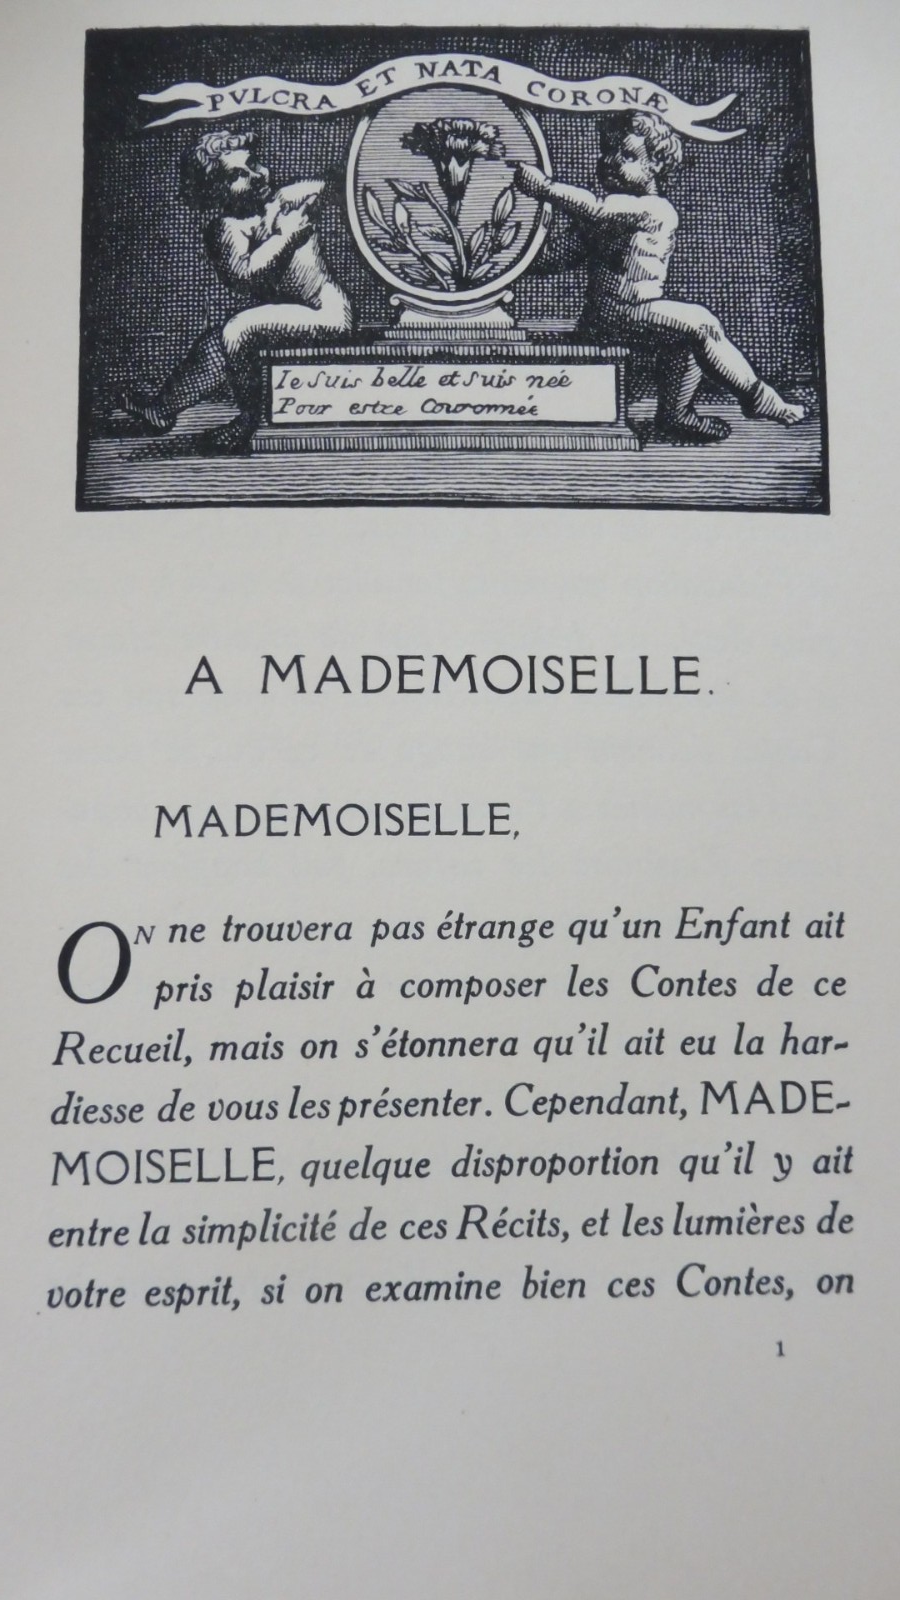 PVLCRA ET NATA CORONÆ
Ie suis belle et suis neé
Pour estre Couronneé
A MADEMOISELLE.
MADEMOISELLE,
ON ne trouvera pas étrange qu'un Enfant ait
pris plaisir à composer les Contes de ce
Recueil, mais on s'étonnera qu'il ait eu la har-
diesse de vous les présenter. Cependant, MADE-
MOISELLE, quelque disproportion qu'il y ait
entre la simplicité de ces Récits, et les lumières de
votre esprit, si on examine bien ces Contes, on
1